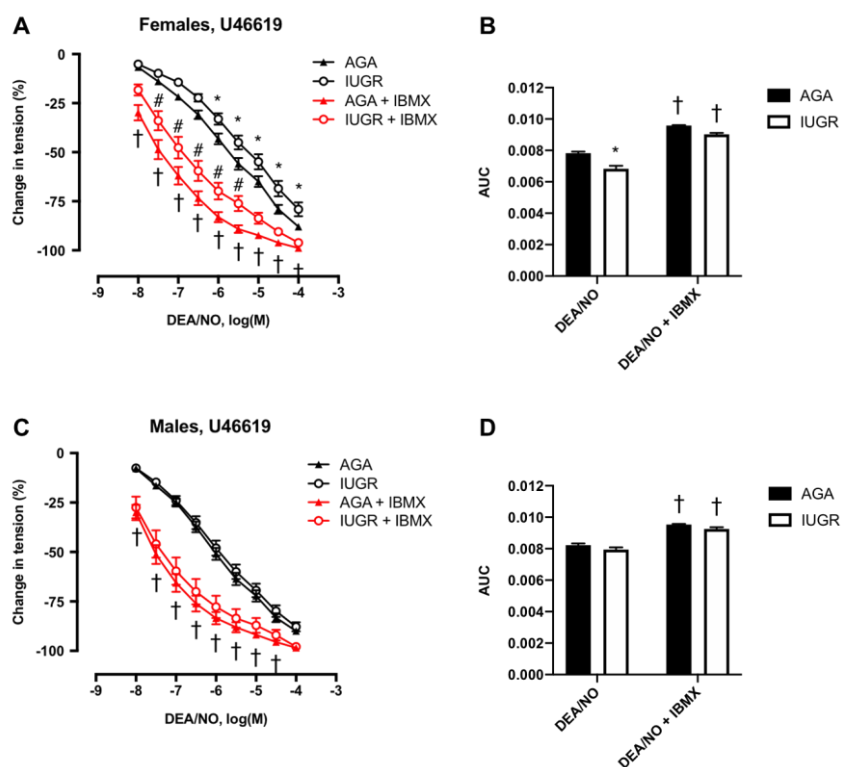 A
Females, U46619
Change in tension (%)
0
-25
-50
-75
-100
* * * * *
# # # # #
† † † † † † † † †
-9 -8 -7 -6 -5 -4 -3
DEA/NO, log(M)
AGA
IUGR
AGA + IBMX
IUGR + IBMX
B
AUC
0.012
0.010
0.008
0.006
0.004
0.002
0.000
*
† †
DEA/NO
DEA/NO + IBMX
AGA
IUGR
C
Males, U46619
Change in tension (%)
0
-25
-50
-75
-100
† † † † † † † †
-9 -8 -7 -6 -5 -4 -3
DEA/NO, log(M)
AGA
IUGR
AGA + IBMX
IUGR + IBMX
D
AUC
0.012
0.010
0.008
0.006
0.004
0.002
0.000
† †
DEA/NO
DEA/NO + IBMX
AGA
IUGR